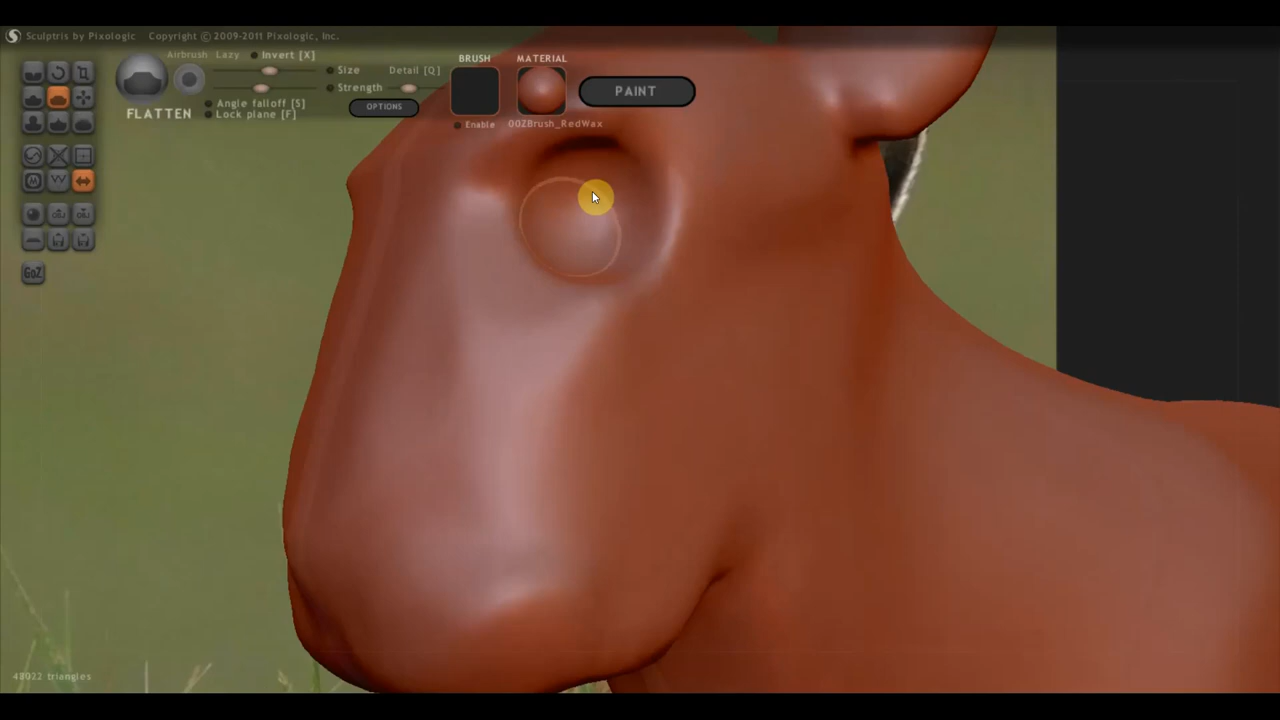 Sculptris by Pixologic Copyright © 2009-2011 Pixologic, Inc.
Airbrush Lazy Invert [X]
Size Detail [Q]
Strength
Angle falloff [S]
Lock plane [F]
OPTIONS
FLATTEN
BRUSH
Enable
MATERIAL
00ZBrush_RedWax
PAINT
GoZ
48022 triangles